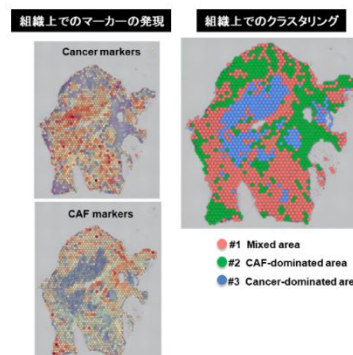 組織上でのマーカーの発現
Cancer markers
CAF markers
組織上でのクラスタリング
#1 Mixed area
#2 CAF-dominated area
#3 Cancer-dominated area